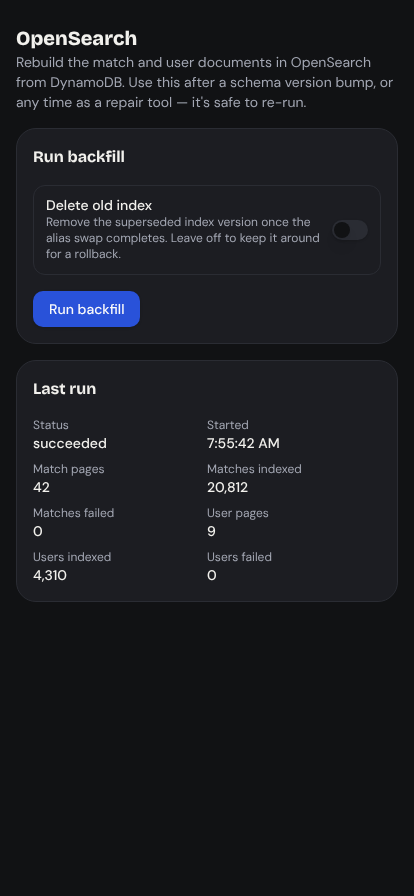 OpenSearch
Rebuild the match and user documents in OpenSearch
from DynamoDB. Use this after a schema version bump, or
any time as a repair tool — it's safe to re-run.
Run backfill
Delete old index
Remove the superseded index version once the
alias swap completes. Leave off to keep it around
for a rollback.
Run backfill
Last run
Status
succeeded
Started
7:55:42 AM
Match pages
42
Matches indexed
20,812
Matches failed
0
User pages
9
Users indexed
4,310
Users failed
0